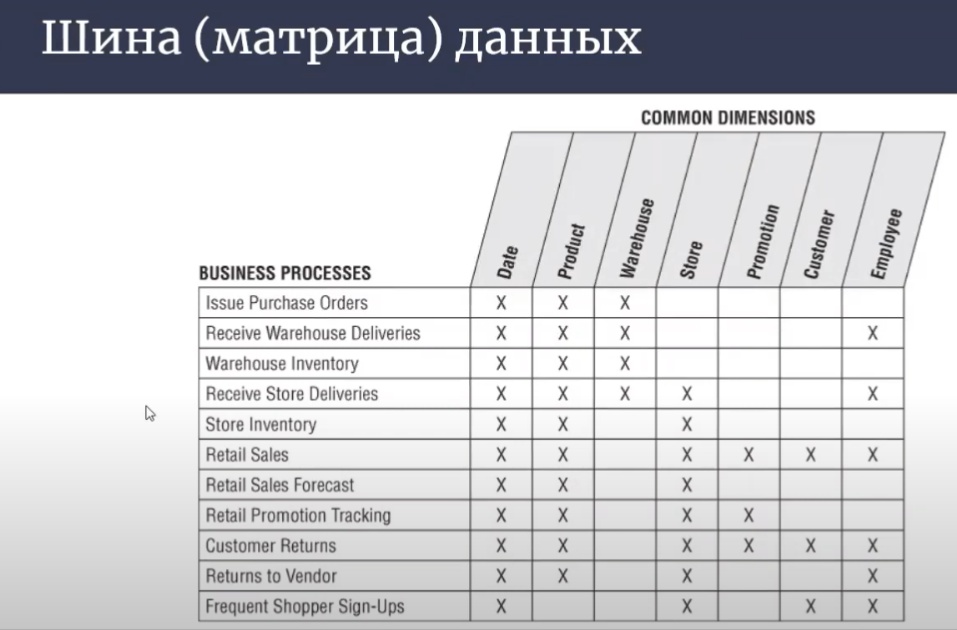 Шина (матрица) данных
COMMON DIMENSIONS
BUSINESS PROCESSES Date Product Warehouse Store Promotion Customer Employee
Issue Purchase Orders X X X
Receive Warehouse Deliveries X X X X
Warehouse Inventory X X X
Receive Store Deliveries X X X X X
Store Inventory X X X
Retail Sales X X X X X X
Retail Sales Forecast X X X
Retail Promotion Tracking X X X X
Customer Returns X X X X X X
Returns to Vendor X X X X
Frequent Shopper Sign-Ups X X X X